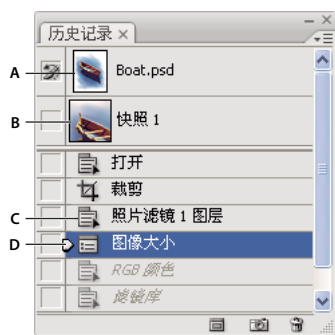 历史记录 ×
A
Boat.psd
B
快照 1
打开
裁剪
C
照片滤镜 1 图层
D
图像大小
RGB 颜色
滤镜库